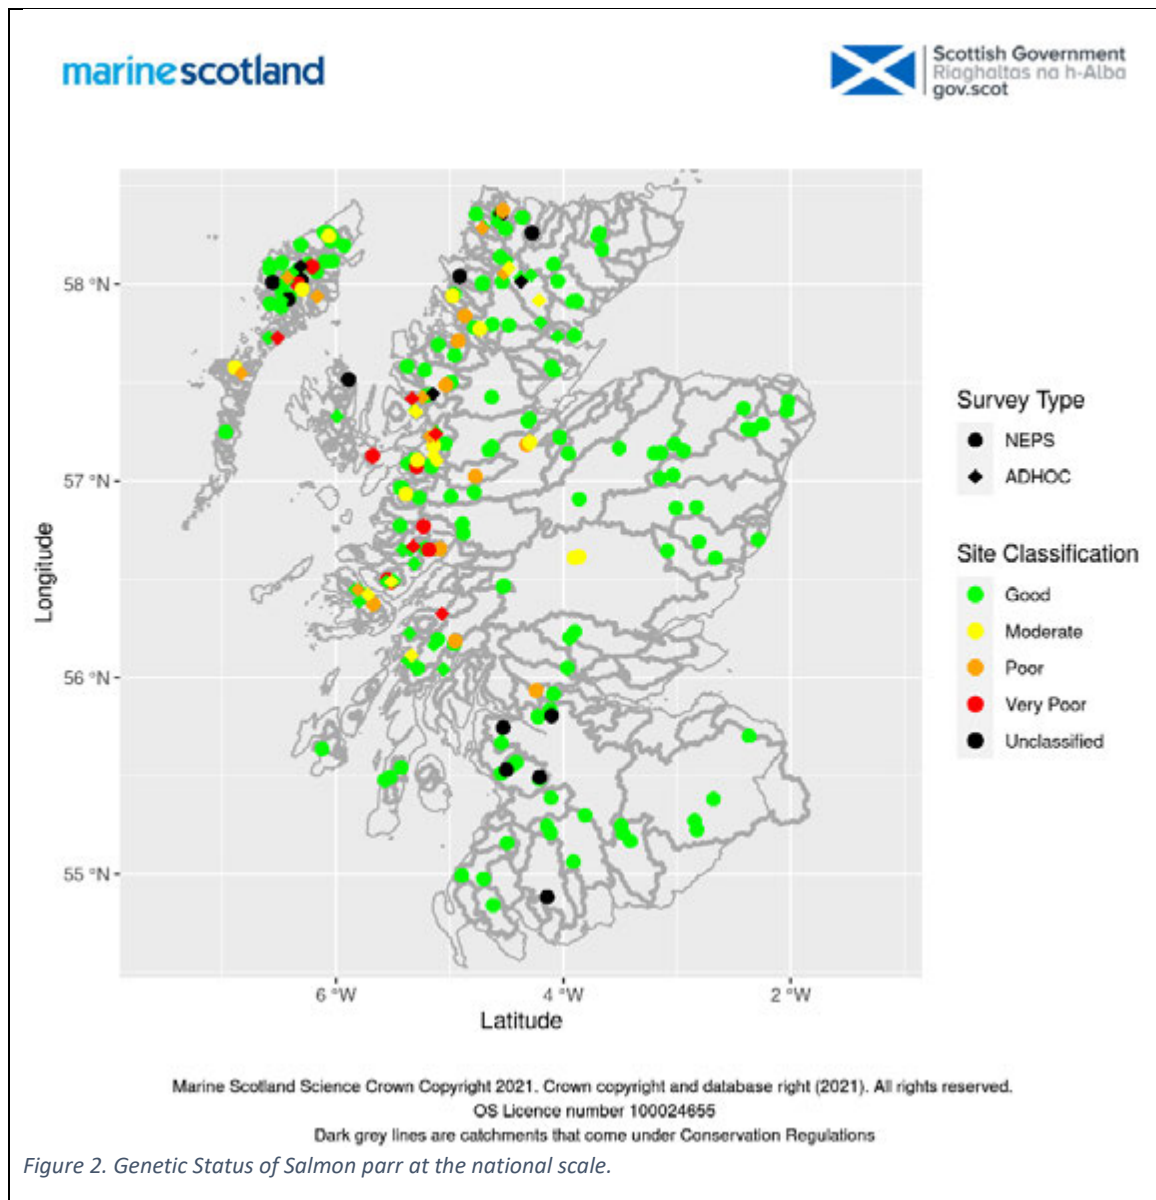 marinescotland
Scottish Government
Riaghaltas na h-Alba
gov.scot
58 °N
57 °N
56 °N
55 °N
Longitude
6 °W
4 °W
2 °W
Latitude
Survey Type
NEPS
ADHOC
Site Classification
Good
Moderate
Poor
Very Poor
Unclassified
Marine Scotland Science Crown Copyright 2021. Crown copyright and database right (2021). All rights reserved.
OS Licence number 100024655
Dark grey lines are catchments that come under Conservation Regulations
Figure 2. Genetic Status of Salmon parr at the national scale.